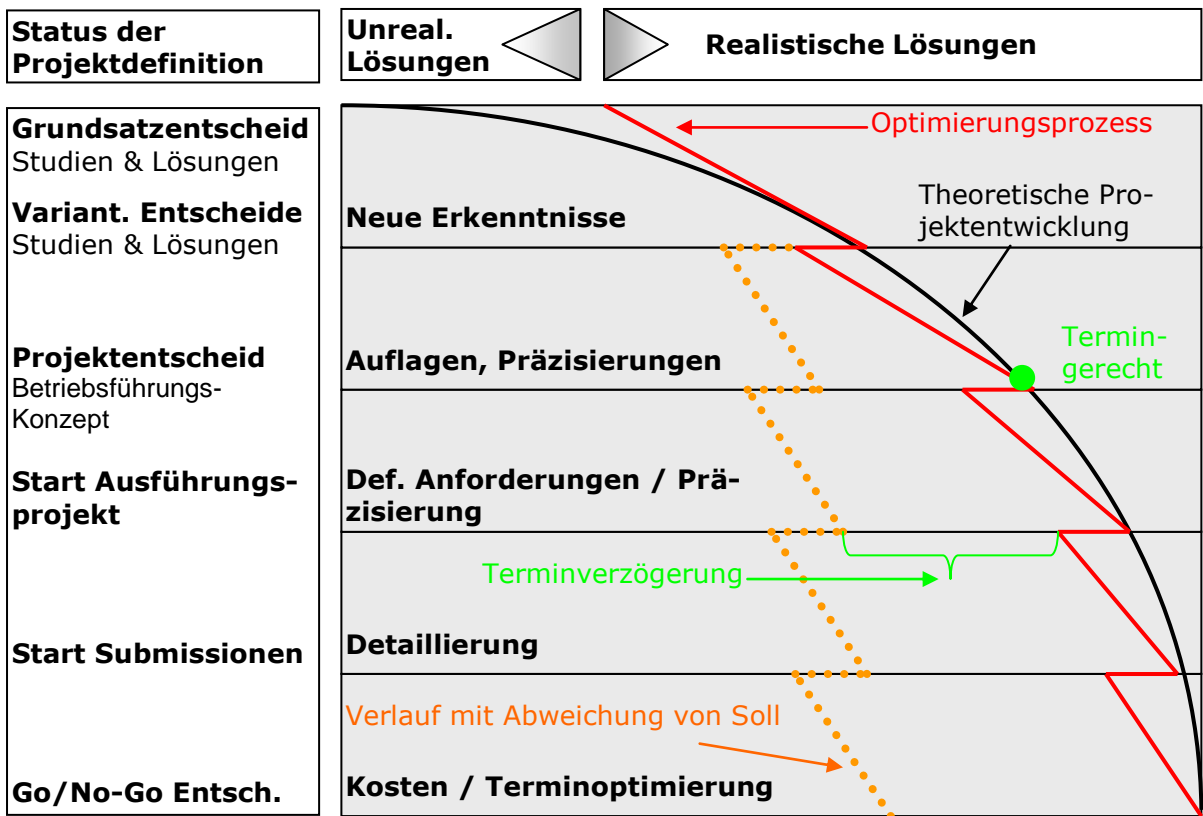 Status der
Projektdefinition
Unreal.
Lösungen
Realistische Lösungen
Grundsatzentscheid
Studien & Lösungen
Variant. Entscheide
Studien & Lösungen
Projektentscheid
Betriebsführungs-
Konzept
Start Ausführungs-
projekt
Start Submissionen
Go/No-Go Entsch.
Optimierungsprozess
Theoretische Pro-
jektentwicklung
Neue Erkenntnisse
Termin-
gerecht
Auflagen, Präzisierungen
Def. Anforderungen / Prä-
zisierung
Terminverzögerung
Detaillierung
Verlauf mit Abweichung von Soll
Kosten / Terminoptimierung